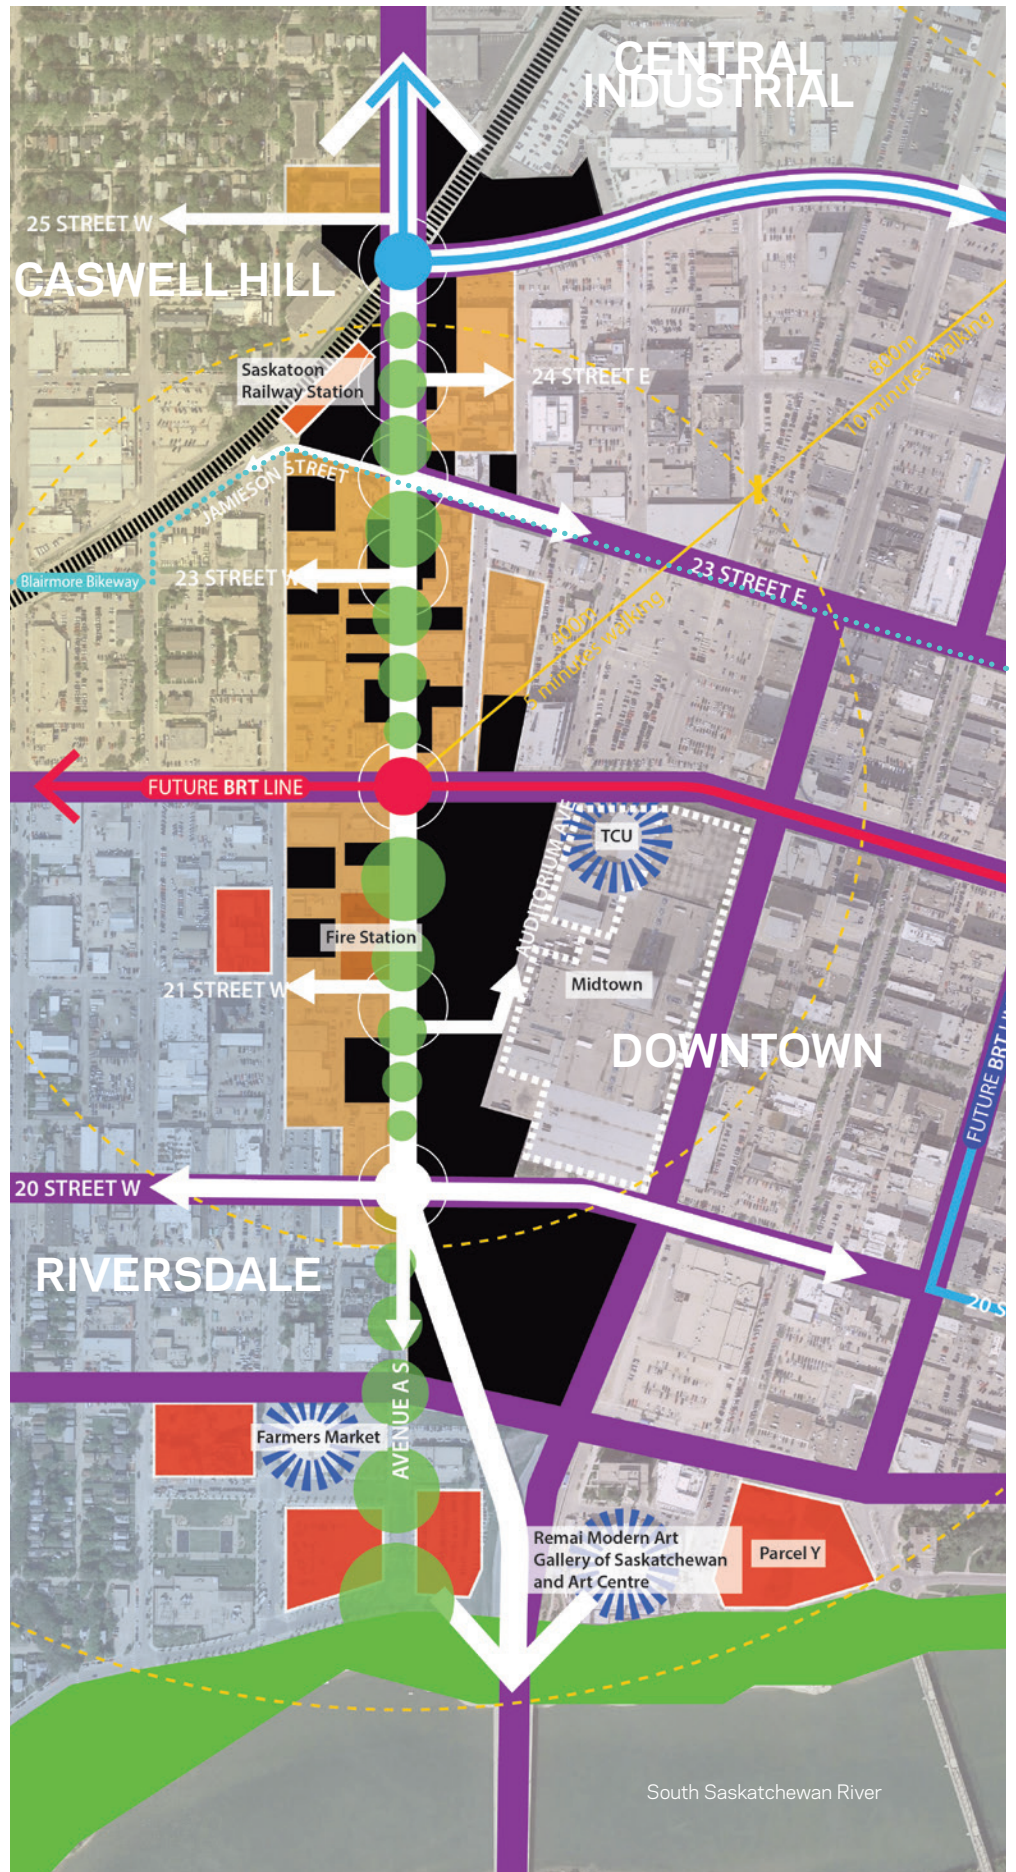 CENTRAL
INDUSTRIAL
25 STREET W
CASWELL HILL
Saskatoon
Railway Station
24 STREET E
800m
10 minutes walking
JAMIESON STREET
Blairmore Bikeway
23 STREET W
23 STREET E
400m
5 minutes walking
FUTURE BRT LINE
AUDITORIUM AVE
TCU
Fire Station
21 STREET W
Midtown
DOWNTOWN
FUTURE BRT LI
20 STREET W
RIVERSDALE
20 S
AVENUE A S
Farmers Market
Remai Modern Art
Gallery of Saskatchewan
and Art Centre
Parcel Y
South Saskatchewan River